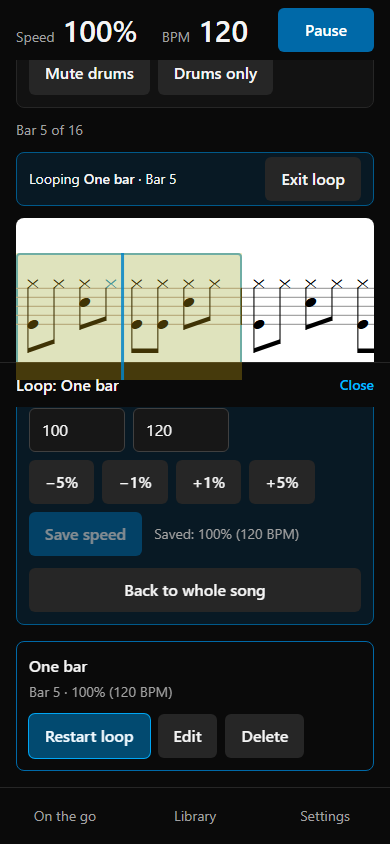 Speed 100% BPM 120 Pause
Mute drums Drums only
Bar 5 of 16
Looping One bar · Bar 5 Exit loop
Loop: One bar Close
100 120
−5% −1% +1% +5%
Save speed Saved: 100% (120 BPM)
Back to whole song
One bar
Bar 5 · 100% (120 BPM)
Restart loop Edit Delete
On the go Library Settings